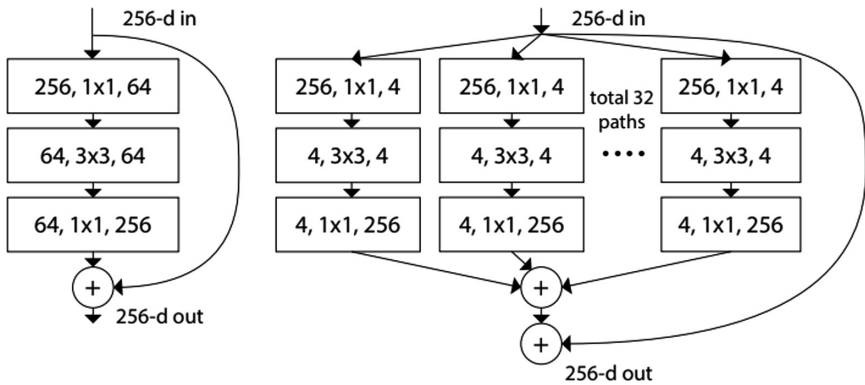 256-d in
256, 1x1, 64
64, 3x3, 64
64, 1x1, 256
+
256-d out
256-d in
256, 1x1, 4
256, 1x1, 4
256, 1x1, 4
total 32
paths
4, 3x3, 4
4, 3x3, 4
....
4, 3x3, 4
4, 1x1, 256
4, 1x1, 256
4, 1x1, 256
+
+
256-d out